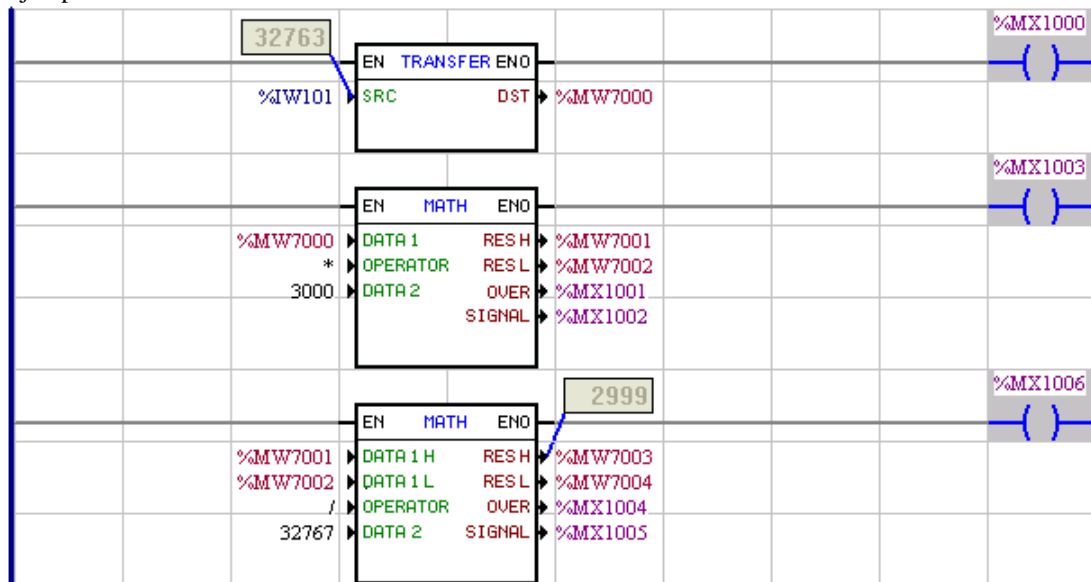 %MX1000
32763
EN TRANSFER ENO
%IW101 SRC DST %MW7000
%MX1003
EN MATH ENO
%MW7000 DATA 1 RES H %MW7001
* OPERATOR RES L %MW7002
3000 DATA 2 OVER %MX1001
SIGNAL %MX1002
%MX1006
2999
EN MATH ENO
%MW7001 DATA 1 H RES H %MW7003
%MW7002 DATA 1 L RES L %MW7004
/ OPERATOR OVER %MX1004
32767 DATA 2 SIGNAL %MX1005